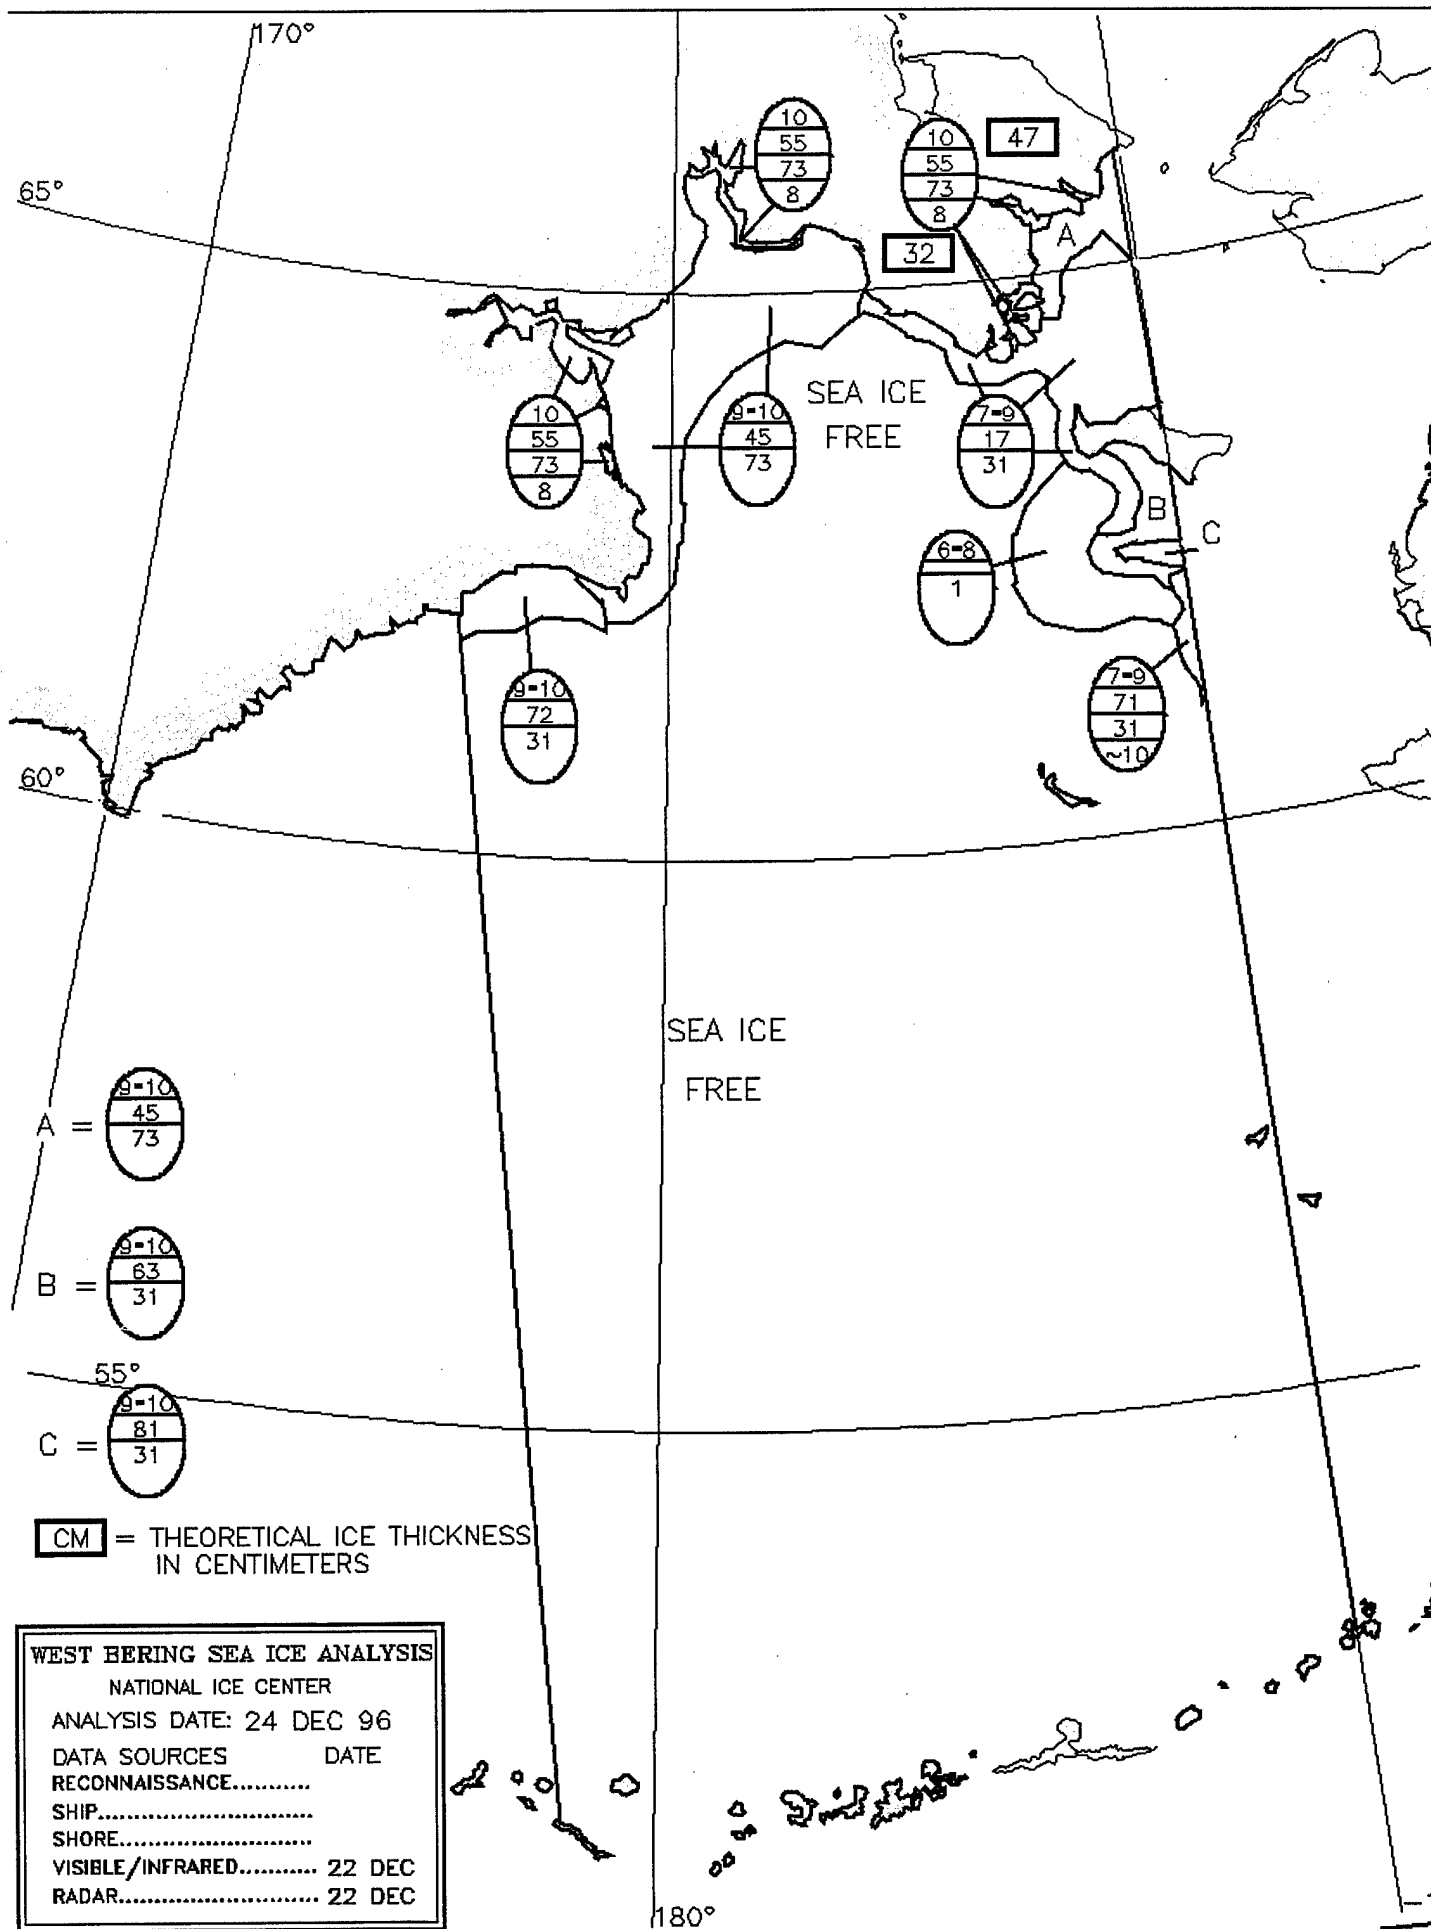 170°
65°
10
55
73
8
10
55
73
8
47
32
A
SEA ICE
FREE
10
55
73
8
9-10
45
73
7-9
17
31
B
C
6-8
1
9-10
72
31
7-9
71
31
~10
60°
SEA ICE
FREE
A =
9-10
45
73
B =
9-10
63
31
55°
C =
9-10
81
31
CM = THEORETICAL ICE THICKNESS
IN CENTIMETERS
WEST BERING SEA ICE ANALYSIS
NATIONAL ICE CENTER
ANALYSIS DATE: 24 DEC 96
DATA SOURCES DATE
RECONNAISSANCE..........
SHIP............................
SHORE.........................
VISIBLE/INFRARED.......... 22 DEC
RADAR.......................... 22 DEC
180°